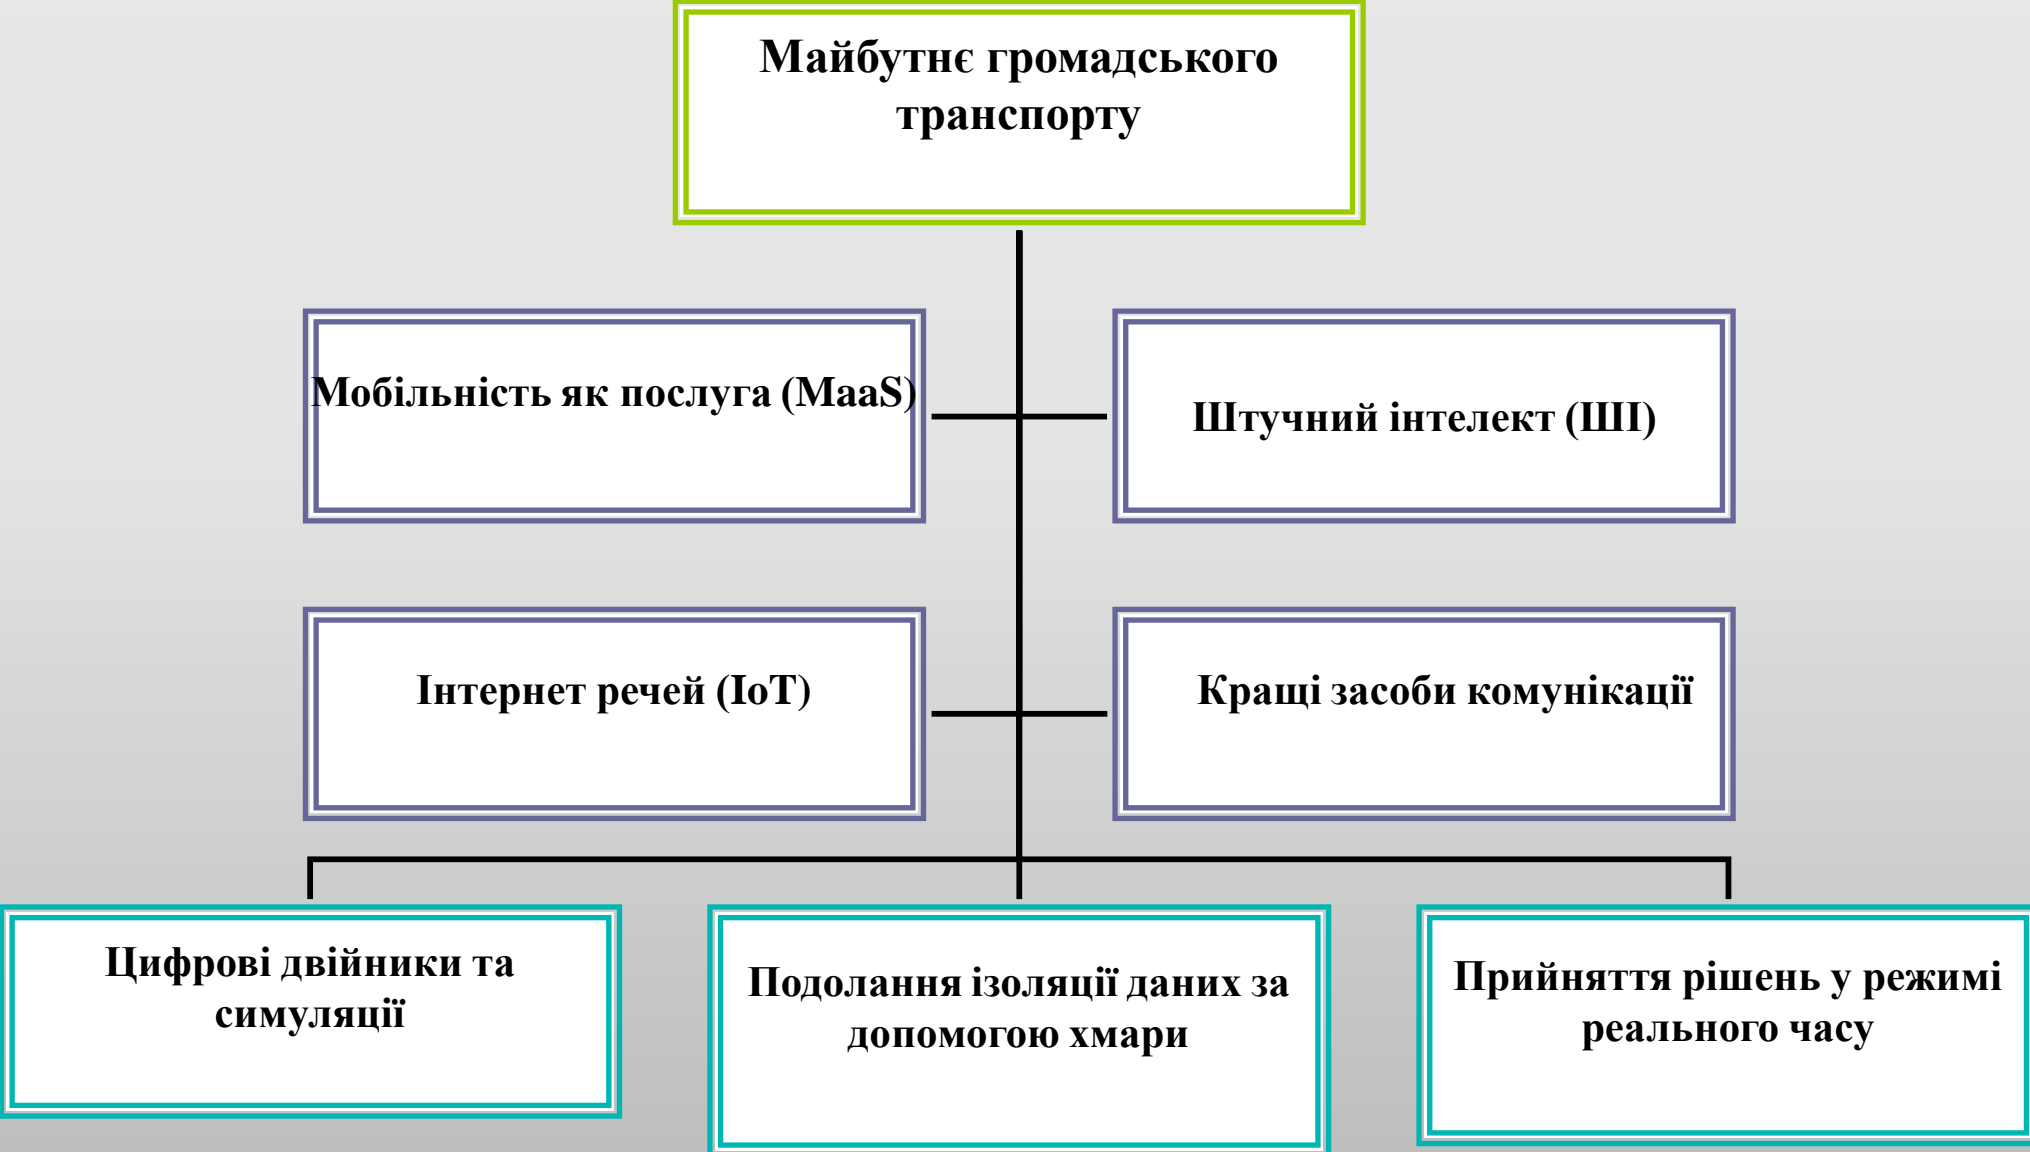 Майбутнє громадського
транспорту
Мобільність як послуга (MaaS)
Штучний інтелект (ШІ)
Інтернет речей (IoT)
Кращі засоби комунікації
Цифрові двійники та
симуляції
Подолання ізоляції даних за
допомогою хмари
Прийняття рішень у режимі
реального часу